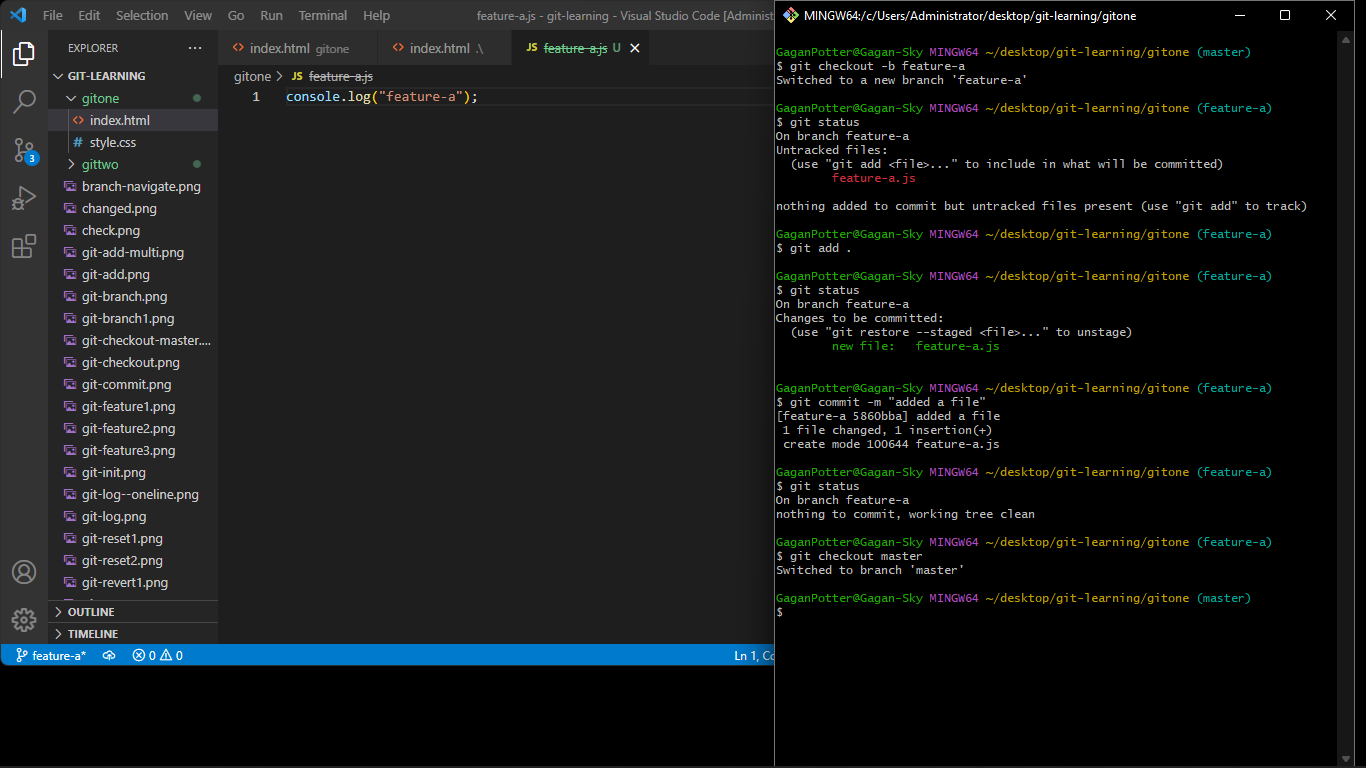 File Edit Selection View Go Run Terminal Help
feature-a.js - git-learning - Visual Studio Code [Adminis
EXPLORER
GIT-LEARNING
gitone
index.html
style.css
gittwo
branch-navigate.png
changed.png
check.png
git-add-multi.png
git-add.png
git-branch.png
git-branch1.png
git-checkout-master....
git-checkout.png
git-commit.png
git-feature1.png
git-feature2.png
git-feature3.png
git-init.png
git-log--oneline.png
git-log.png
git-reset1.png
git-reset2.png
git-revert1.png
OUTLINE
TIMELINE
3
index.html gitone
index.html .\
JS feature-a.js U
gitone > JS feature-a.js
1 console.log("feature-a");
feature-a* 0 0 Ln 1, Co
MINGW64:/c/Users/Administrator/desktop/git-learning/gitone
GaganPotter@Gagan-Sky MINGW64 ~/desktop/git-learning/gitone (master)
$ git checkout -b feature-a
Switched to a new branch 'feature-a'
GaganPotter@Gagan-Sky MINGW64 ~/desktop/git-learning/gitone (feature-a)
$ git status
On branch feature-a
Untracked files:
(use "git add <file>..." to include in what will be committed)
feature-a.js
nothing added to commit but untracked files present (use "git add" to track)
GaganPotter@Gagan-Sky MINGW64 ~/desktop/git-learning/gitone (feature-a)
$ git add .
GaganPotter@Gagan-Sky MINGW64 ~/desktop/git-learning/gitone (feature-a)
$ git status
On branch feature-a
Changes to be committed:
(use "git restore --staged <file>..." to unstage)
new file: feature-a.js
GaganPotter@Gagan-Sky MINGW64 ~/desktop/git-learning/gitone (feature-a)
$ git commit -m "added a file"
[feature-a 5860bba] added a file
1 file changed, 1 insertion(+)
create mode 100644 feature-a.js
GaganPotter@Gagan-Sky MINGW64 ~/desktop/git-learning/gitone (feature-a)
$ git status
On branch feature-a
nothing to commit, working tree clean
GaganPotter@Gagan-Sky MINGW64 ~/desktop/git-learning/gitone (feature-a)
$ git checkout master
Switched to branch 'master'
GaganPotter@Gagan-Sky MINGW64 ~/desktop/git-learning/gitone (master)
$